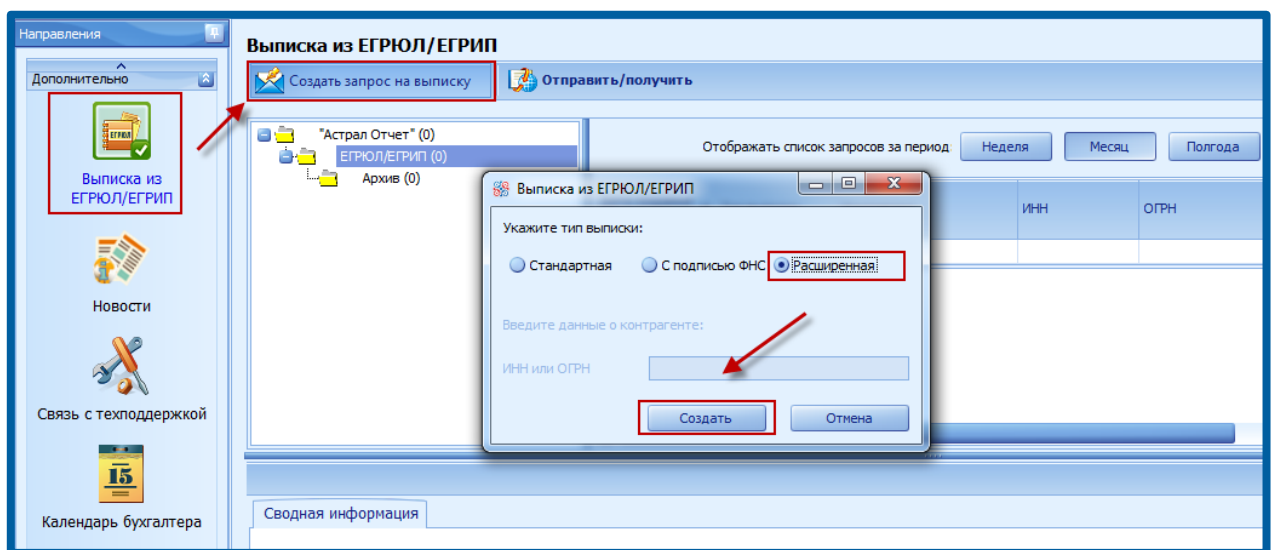 Направления
Дополнительно
ЕГРЮЛ
Выписка из
ЕГРЮЛ/ЕГРИП
Новости
Связь с техподдержкой
15
Календарь бухгалтера
Выписка из ЕГРЮЛ/ЕГРИП
Создать запрос на выписку
Отправить/получить
"Астрал Отчет" (0)
ЕГРЮЛ/ЕГРИП (0)
Архив (0)
Отображать список запросов за период
Неделя
Месяц
Полгода
ИНН
ОГРН
Выписка из ЕГРЮЛ/ЕГРИП
Укажите тип выписки:
Стандартная
С подписью ФНС
Расширенная
Введите данные о контрагенте:
ИНН или ОГРН
Создать
Отмена
Сводная информация